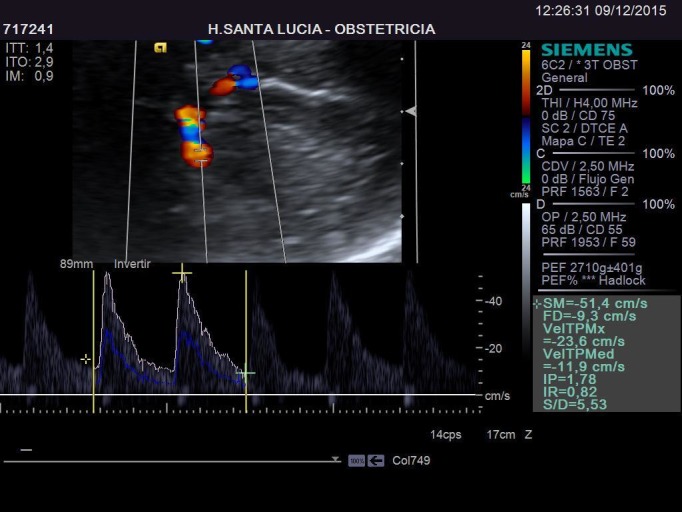 12:26:31 09/12/2015
717241 H.SANTA LUCIA - OBSTETRICIA
ITT: 1,4
ITO: 2,9
IM: 0,9
24
24
cm/s
SIEMENS
6C2 / * 3T OBST
General
2D 100%
THI / H4,00 MHz
0 dB / CD 75
SC 2 / DTCE A
Mapa C / TE 2
C 100%
CDV / 2,50 MHz
0 dB / Flujo Gen
PRF 1563 / F 2
D 100%
OP / 2,50 MHz
65 dB / CD 55
PRF 1953 / F 59
PEF 2710g±401g
PEF% *** Hadlock
89mm Invertir
-40
-20
cm/s
SM=-51,4 cm/s
FD=-9,3 cm/s
VelTPMx
=-23,6 cm/s
VelTPMed
=-11,9 cm/s
IP=1,78
IR=0,82
S/D=5,53
14cps 17cm Z
100% Col749